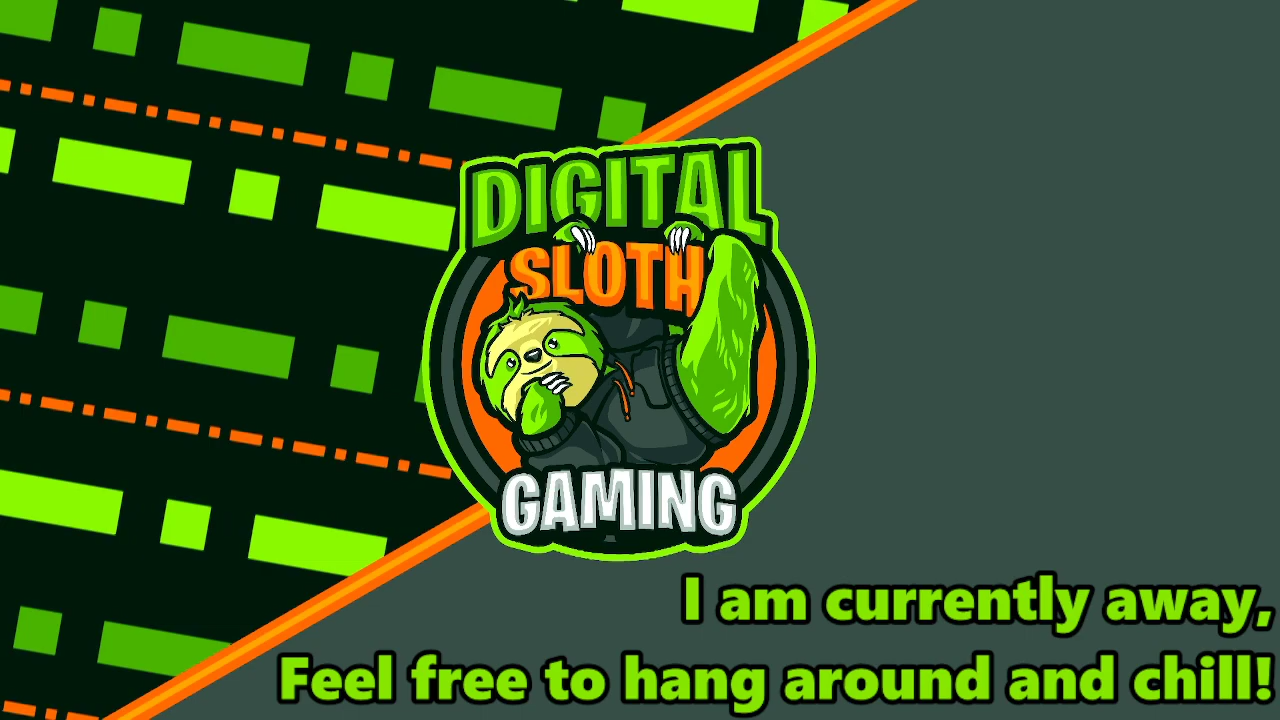 DIGITAL
SLOTH
GAMING
I am currently away,
Feel free to hang around and chill!